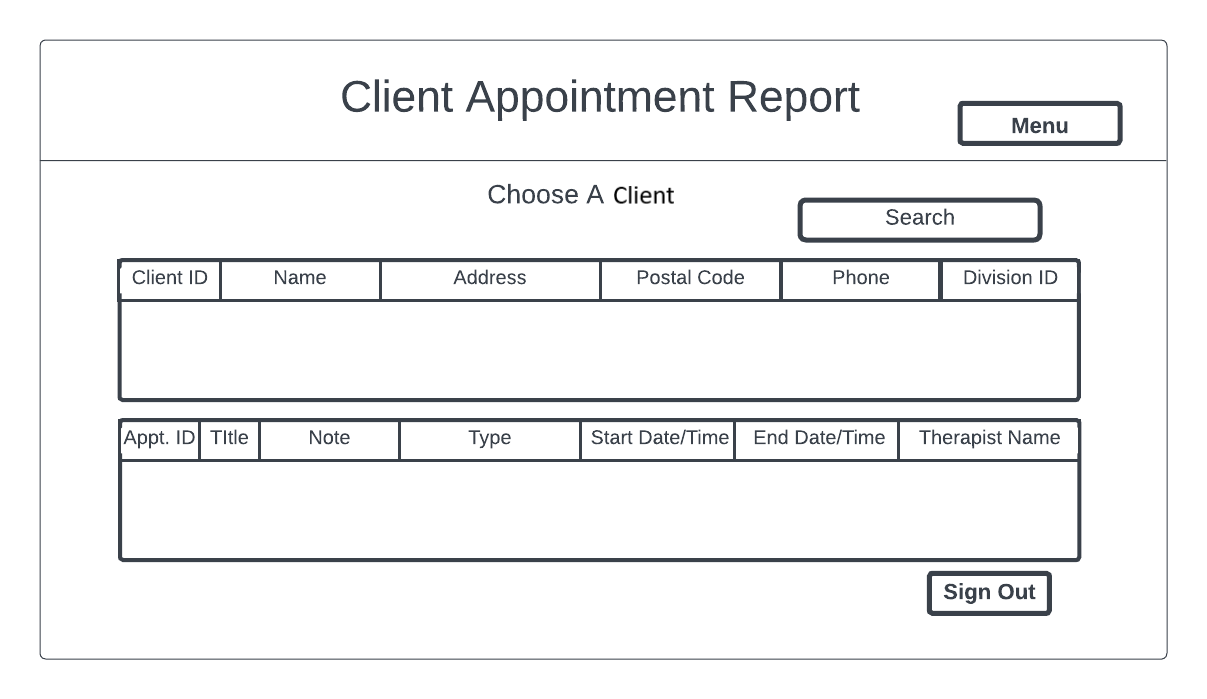 Client Appointment Report
Menu
Choose A Client
Search
Client ID Name Address Postal Code Phone Division ID
Appt. ID TItle Note Type Start Date/Time End Date/Time Therapist Name
Sign Out